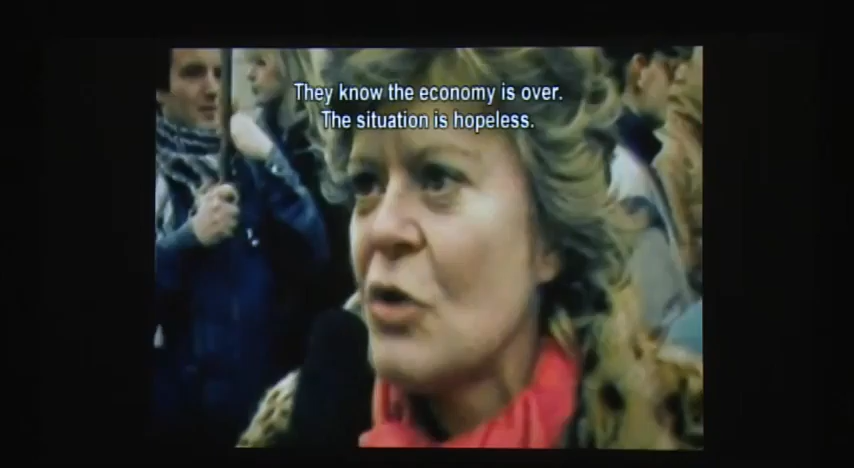 They know the economy is over.
The situation is hopeless.